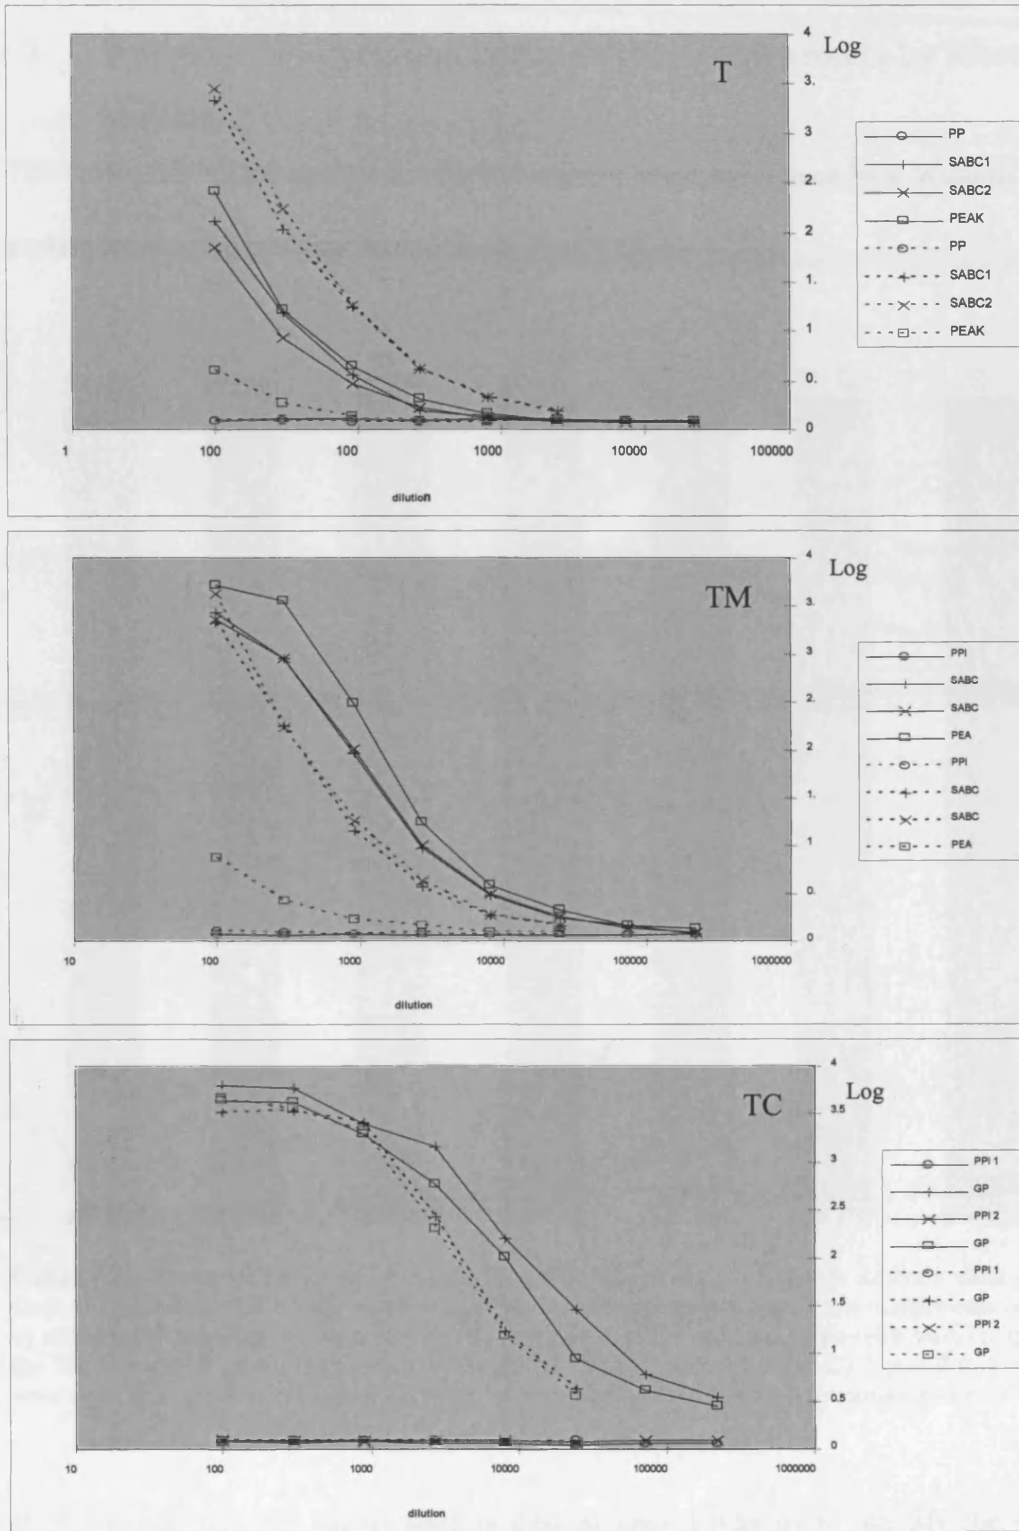 T
Log
4
3.
3
2.
2
1.
1
0.
0
1
100
100
1000
10000
100000
dilution
PP
SABC1
SABC2
PEAK
PP
SABC1
SABC2
PEAK
TM
Log
4
3.
3
2.
2
1.
1
0.
0
10
100
1000
10000
100000
1000000
dilution
PPI
SABC
SABC
PEA
PPI
SABC
SABC
PEA
TC
Log
4
3.5
3
2.5
2
1.5
1
0.5
0
10
100
1000
10000
100000
1000000
dilution
PPI 1
GP
PPI 2
GP
PPI 1
GP
PPI 2
GP